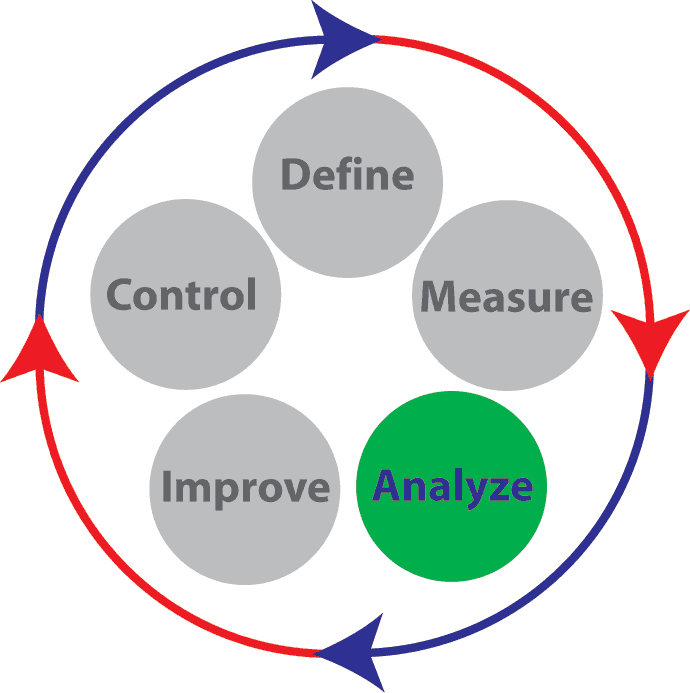 Define
Measure
Analyze
Improve
Control